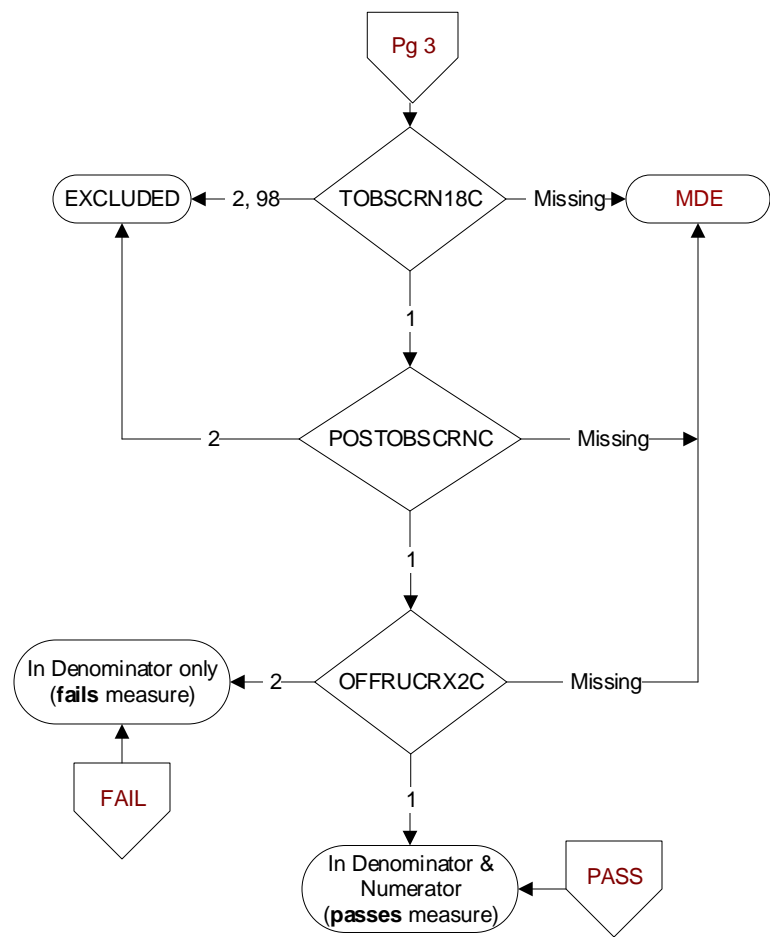 Pg 3
TOBSCRN18C
EXCLUDED
2, 98
Missing
MDE
1
POSTOBSCRNC
2
Missing
1
OFFRUCRX2C
In Denominator only
(fails measure)
2
Missing
FAIL
1
In Denominator &
Numerator
(passes measure)
PASS